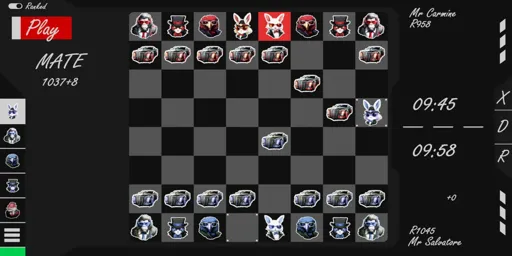 Ranked
Play
MATE
1037+8
Mr Carmine
R958
09:45
09:58
X
D
R
+0
R1045
Mr Salvatore